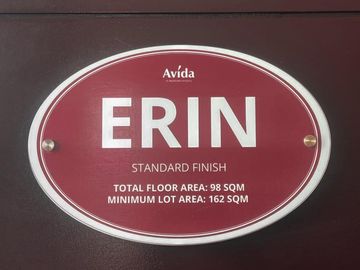 Avida
ERIN
STANDARD FINISH
TOTAL FLOOR AREA: 98 SQM
MINIMUM LOT AREA: 162 SQM